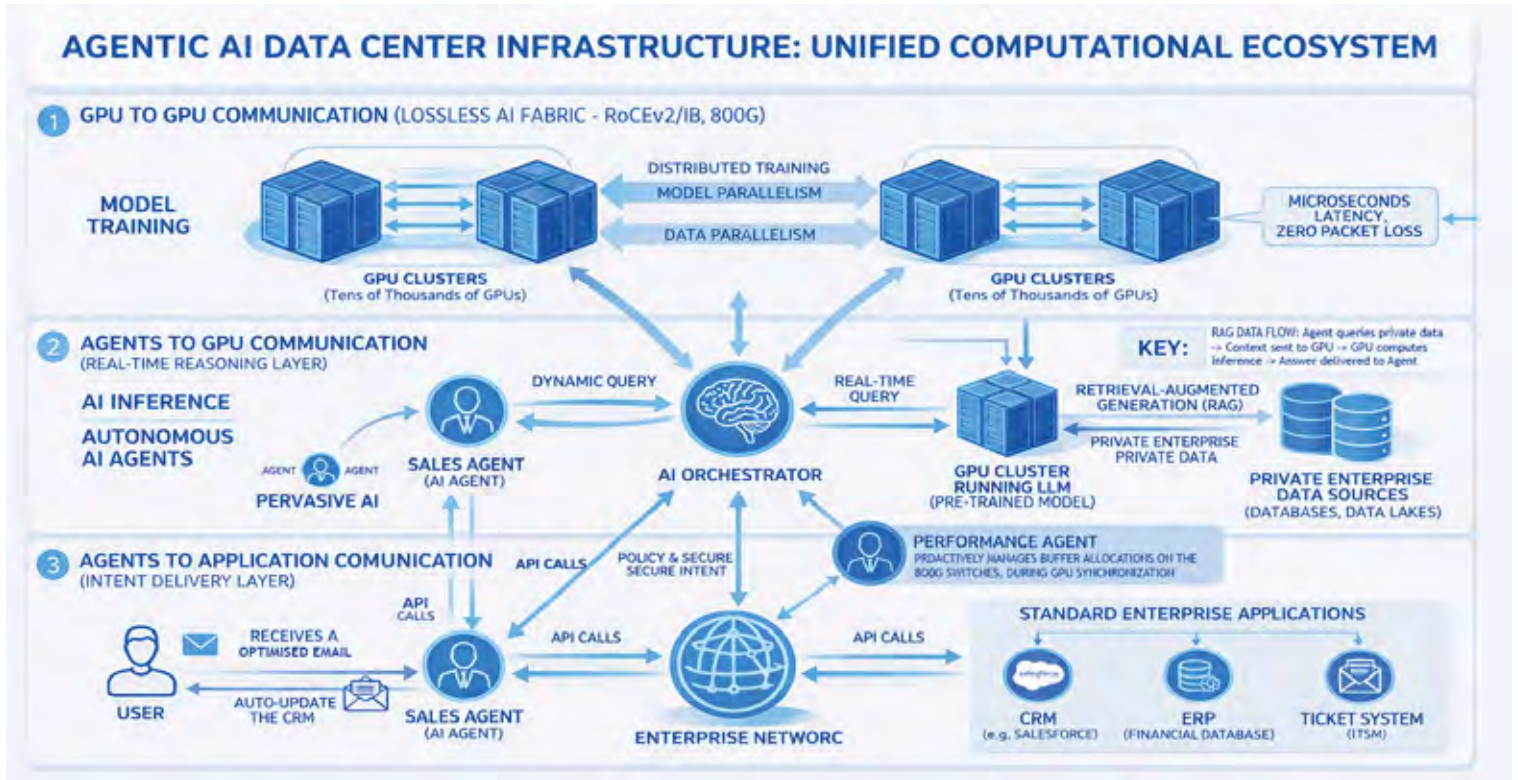 AGENTIC AI DATA CENTER INFRASTRUCTURE: UNIFIED COMPUTATIONAL ECOSYSTEM
1 GPU TO GPU COMMUNICATION (LOSSLESS AI FABRIC - RoCEv2/IB, 800G)
MODEL
TRAINING
DISTRIBUTED TRAINING
MODEL PARALLELISM
DATA PARALLELISM
MICROSECONDS
LATENCY,
ZERO PACKET LOSS
GPU CLUSTERS
(Tens of Thousands of GPUs)
GPU CLUSTERS
(Tens of Thousands of GPUs)
2 AGENTS TO GPU COMMUNICATION
(REAL-TIME REASONING LAYER)
KEY:
RAG DATA FLOW: Agent queries private data
-> Context sent to GPU -> GPU computes
Inference -> Answer delivered to Agent
AI INFERENCE
AUTONOMOUS
AI AGENTS
AGENT AGENT
PERVASIVE AI
SALES AGENT
(AI AGENT)
DYNAMIC QUERY
AI ORCHESTRATOR
REAL-TIME
QUERY
GPU CLUSTER
RUNNING LLM
(PRE-TRAINED MODEL)
RETRIEVAL-AUGMENTED
GENERATION (RAG)
PRIVATE ENTERPRISE
PRIVATE DATA
PRIVATE ENTERPRISE
DATA SOURCES
(DATABASES, DATA LAKES)
3 AGENTS TO APPLICATION COMUNICATION
(INTENT DELIVERY LAYER)
API CALLS
POLICY & SECURE
SECURE INTENT
PERFORMANCE AGENT
PROACTIVELY MANAGES BUFFER ALLOCATIONS ON THE
800G SWITCHES, DURING GPU SYNCHRONIZATION
API
CALLS
USER
RECEIVES A
OPTIMISED EMAIL
AUTO-UPDATE
THE CRM
SALES AGENT
(AI AGENT)
API CALLS
ENTERPRISE NETWORC
API CALLS
STANDARD ENTERPRISE APPLICATIONS
CRM
(e.g. SALESFORCE)
ERP
(FINANCIAL DATABASE)
TICKET SYSTEM
(ITSM)